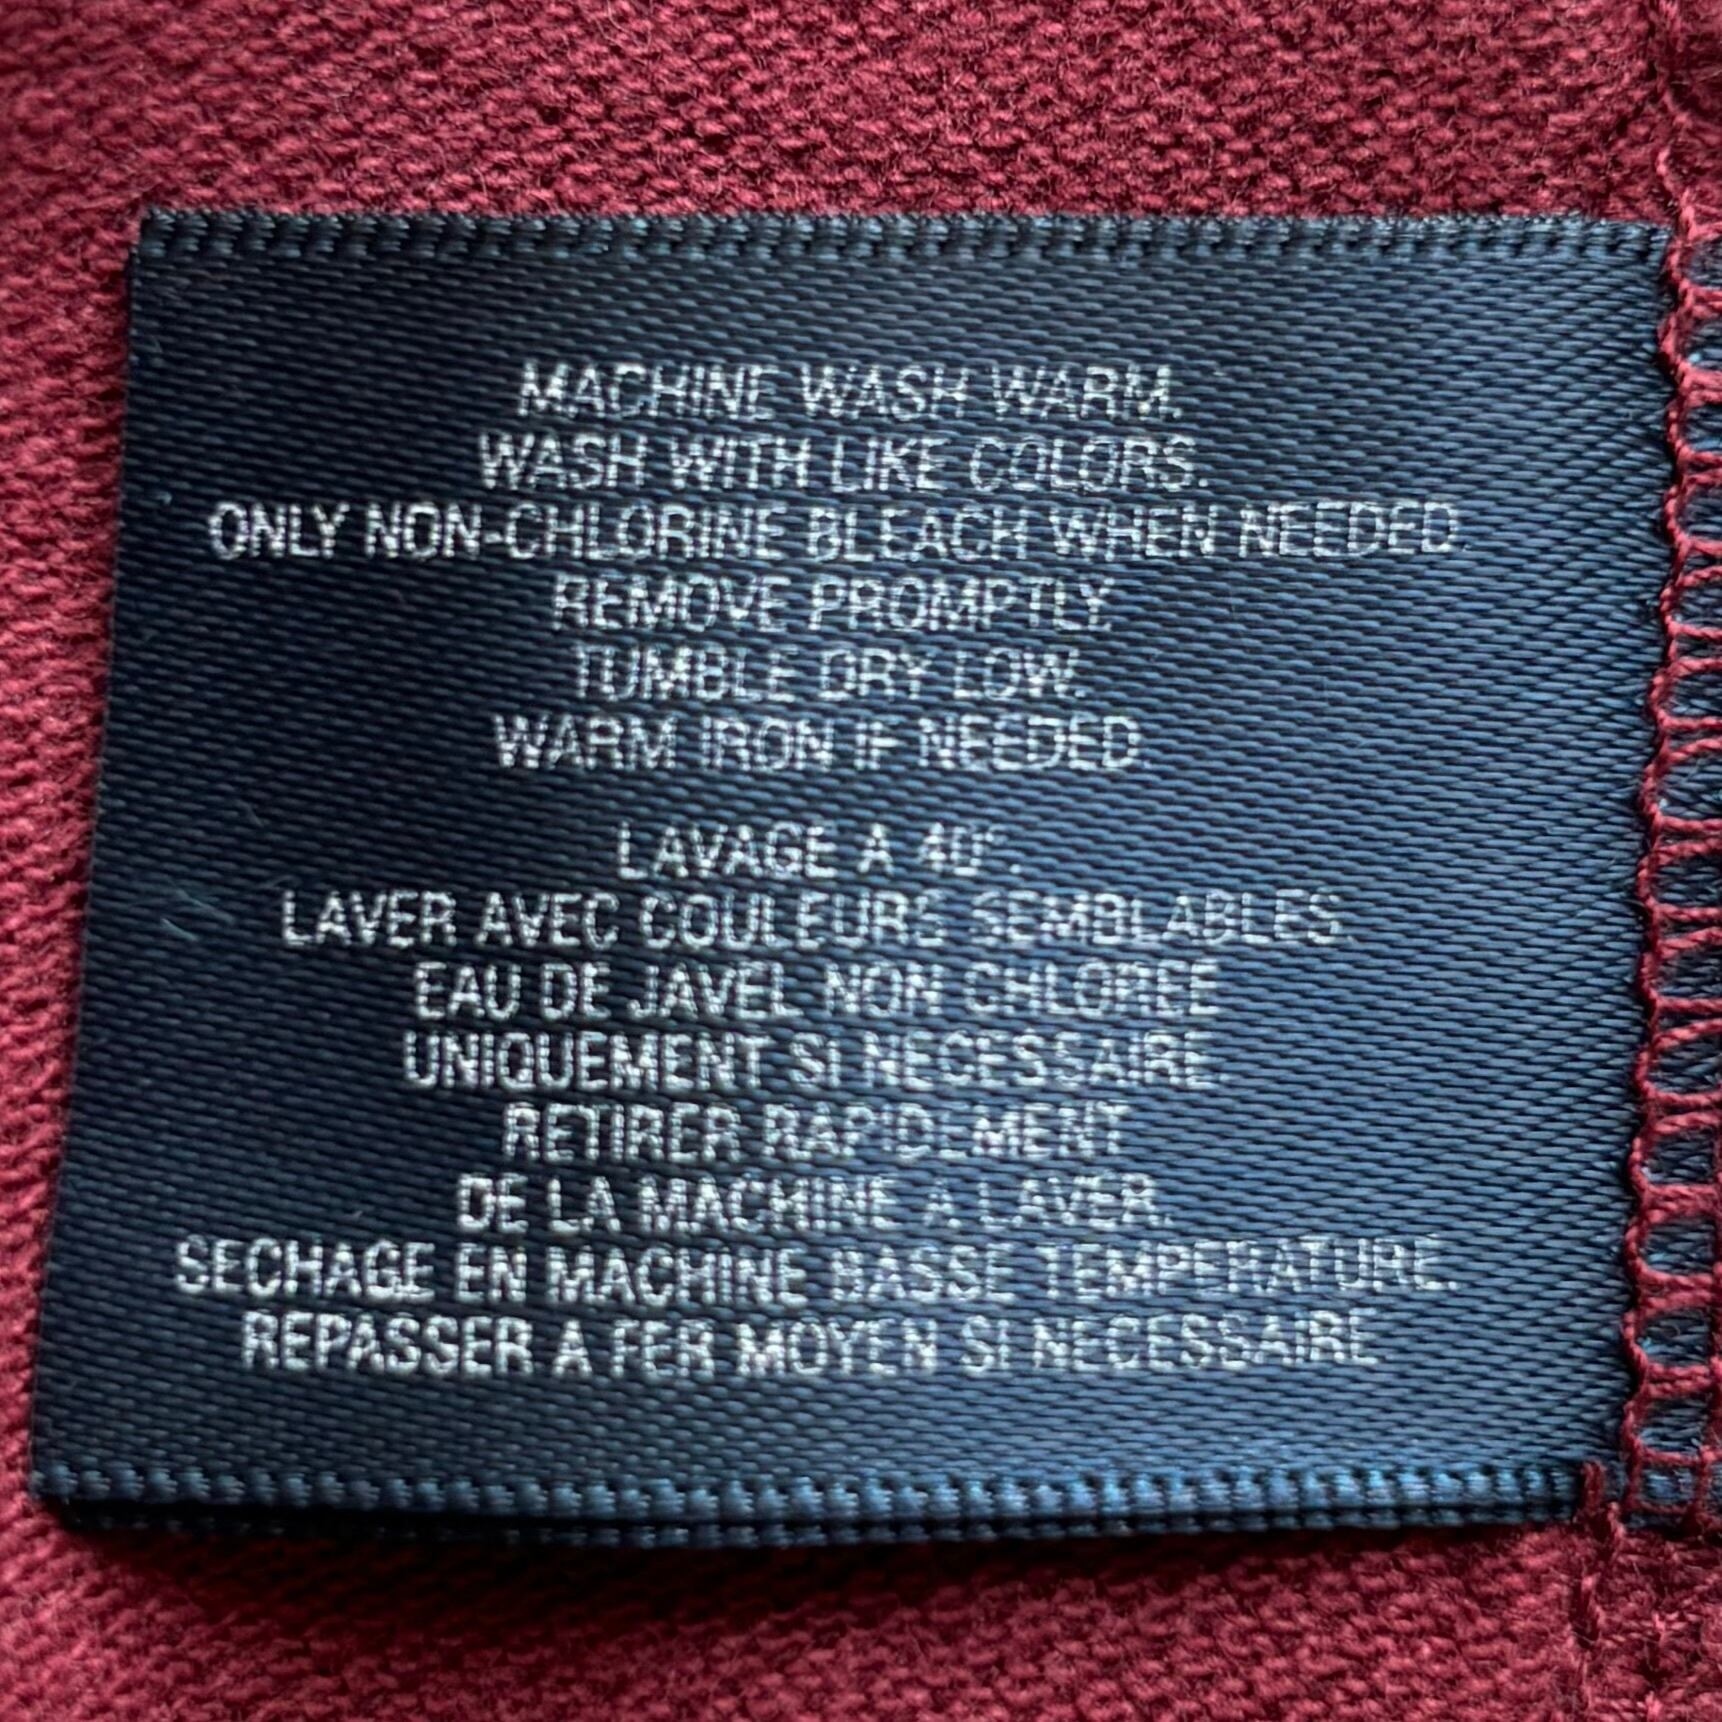 MACHINE WASH WARM.
WASH WITH LIKE COLORS.
ONLY NON-CHLORINE BLEACH WHEN NEEDED.
REMOVE PROMPTLY.
TUMBLE DRY LOW.
WARM IRON IF NEEDED.
LAVAGE A 40°.
LAVER AVEC COULEURS SEMBLABLES.
EAU DE JAVEL NON CHLOREE
UNIQUEMENT SI NECESSAIRE.
RETIRER RAPIDEMENT
DE LA MACHINE A LAVER.
SECHAGE EN MACHINE BASSE TEMPERATURE.
REPASSER A FER MOYEN SI NECESSAIRE